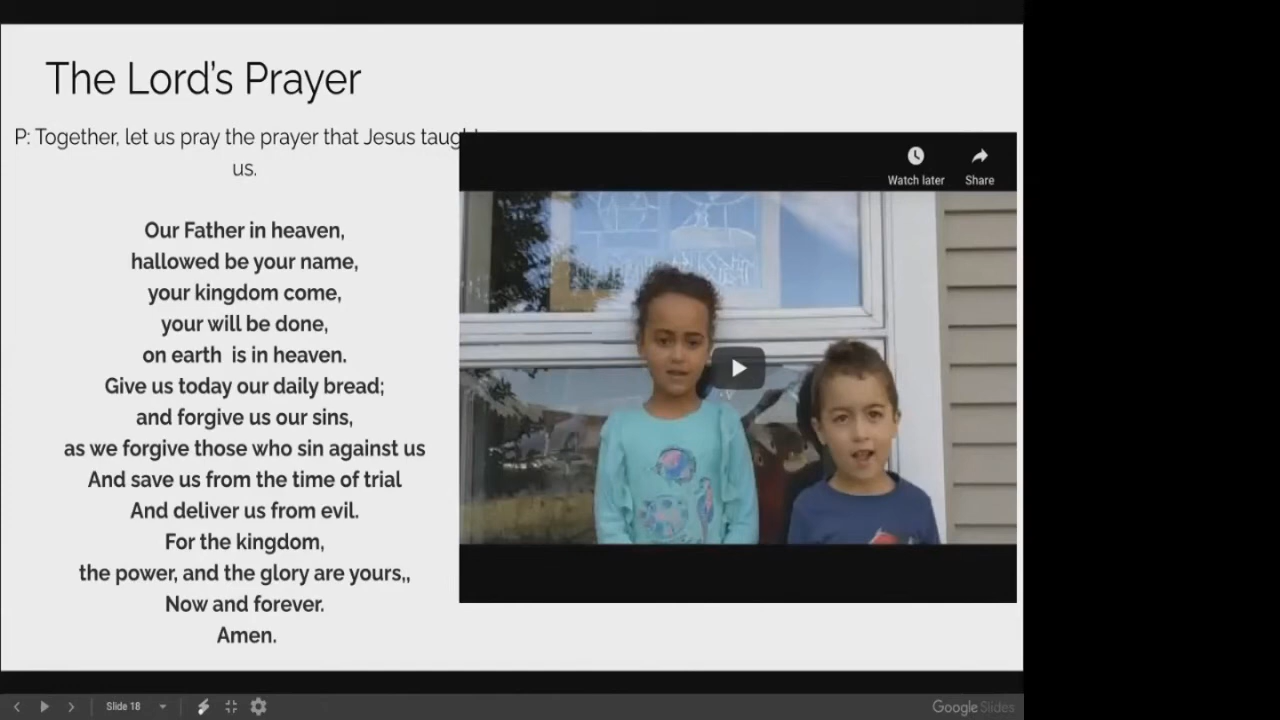 The Lord's Prayer
P: Together, let us pray the prayer that Jesus taught
us.
Our Father in heaven,
hallowed be your name,
your kingdom come,
your will be done,
on earth  is in heaven.
Give us today our daily bread;
and forgive us our sins,
as we forgive those who sin against us
And save us from the time of trial
And deliver us from evil.
For the kingdom,
the power, and the glory are yours,,
Now and forever.
Amen.
Watch later
Share
Slide 18
Google Slides